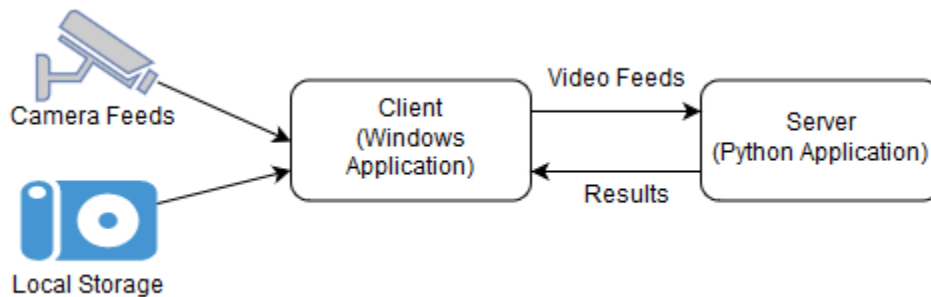 Camera Feeds
Local Storage
Client
(Windows
Application)
Video Feeds
Results
Server
(Python Application)